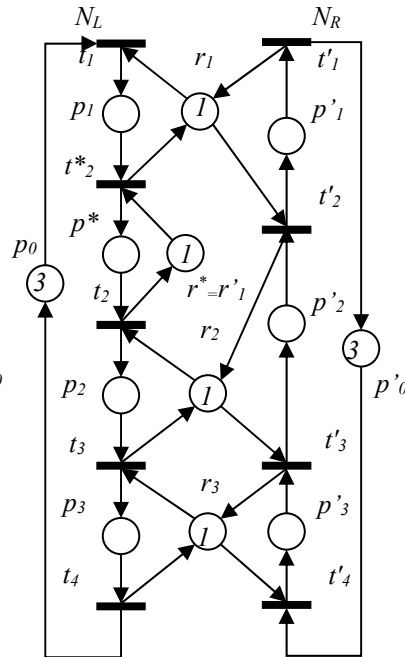 N_L N_R
t_1 r_1 t'_1
p_1 1 p'_1
t*_2 t'_2
p* 1
p_0 r*=r'_1
3 t_2 r_2 p'_2
3
p_2 1 p'_0
t_3 t'_3
r_3
p_3 1 p'_3
t_4 t'_4